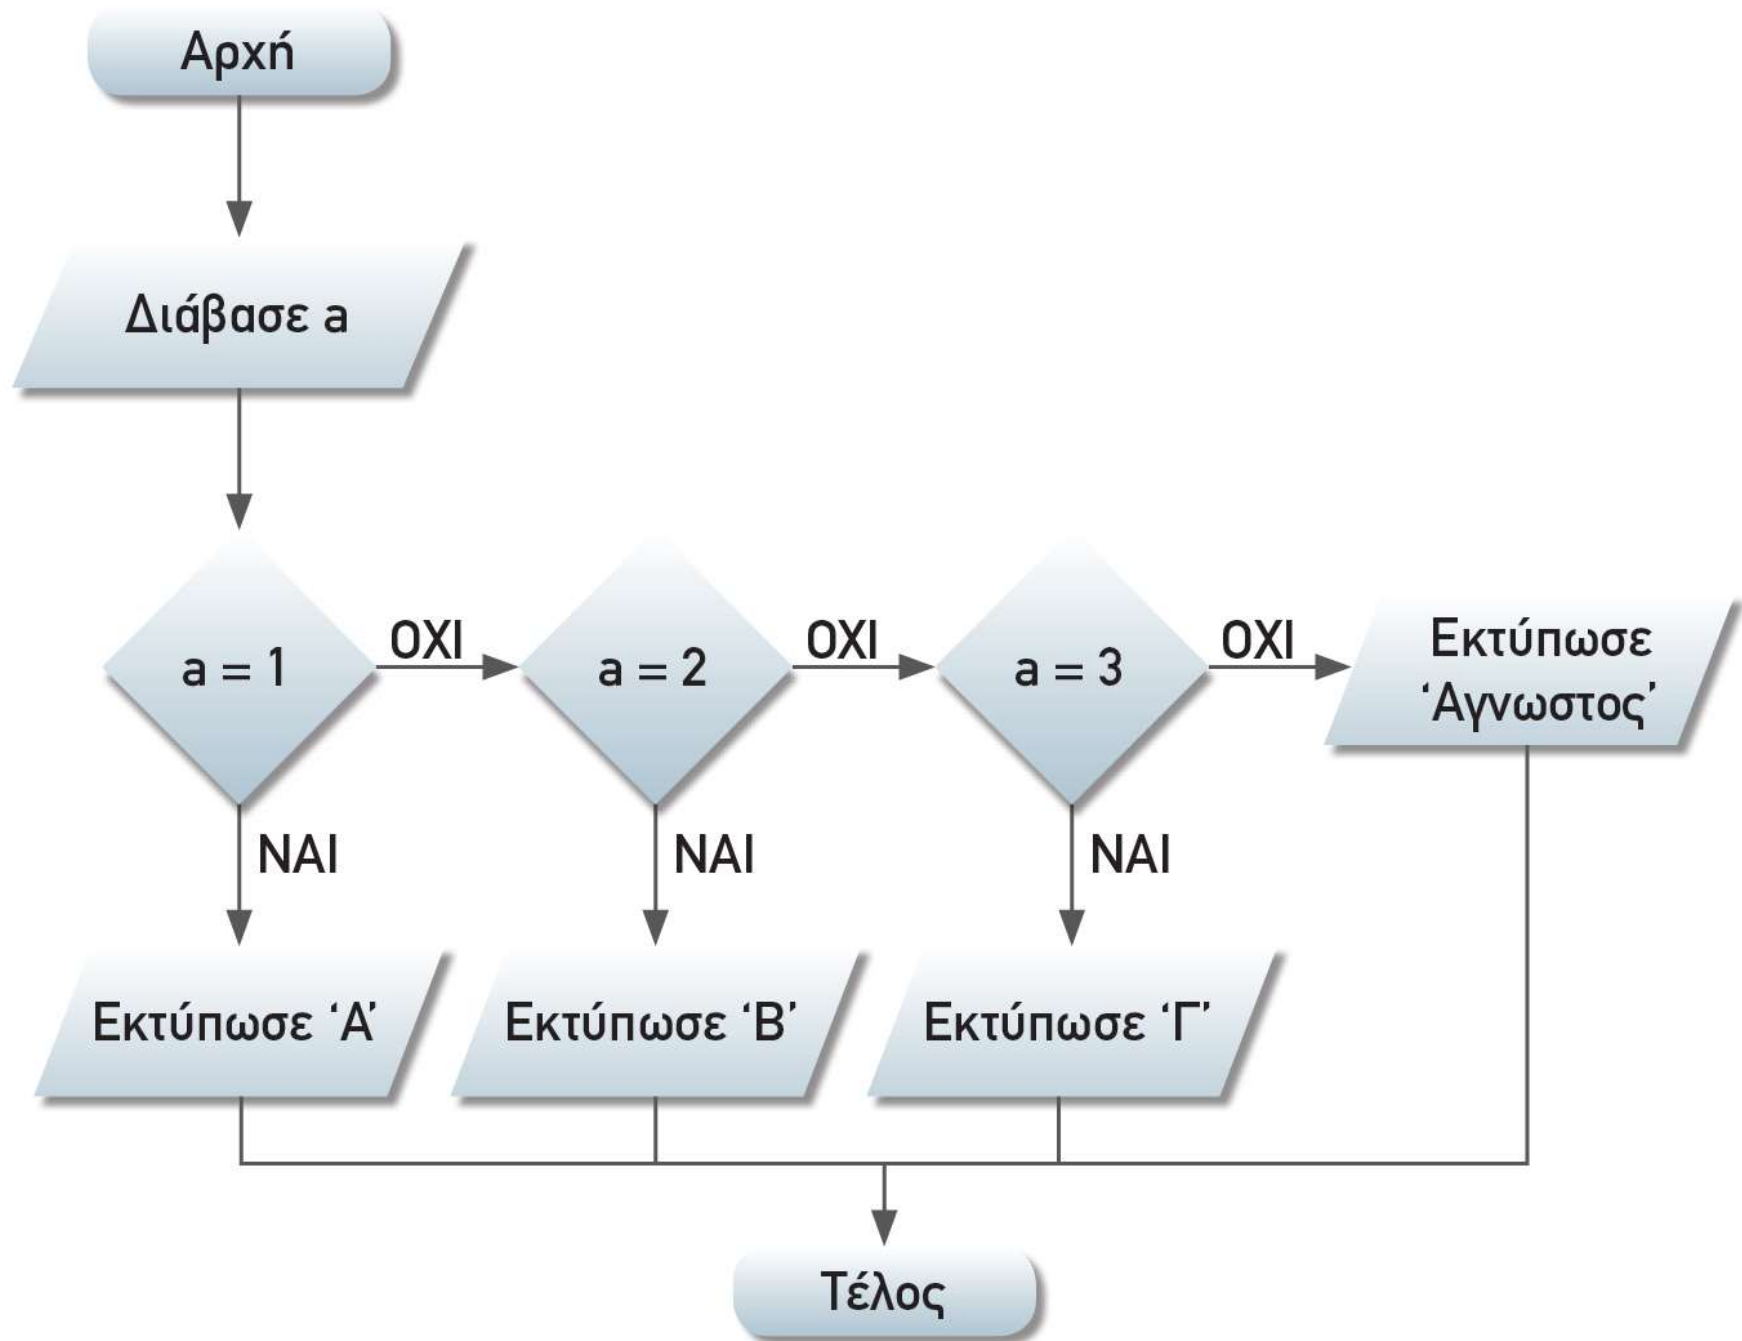 Αρχή
Διάβασε a
a = 1
ΟΧΙ
a = 2
ΟΧΙ
a = 3
ΟΧΙ
Εκτύπωσε
‘Αγνωστος’
ΝΑΙ
ΝΑΙ
ΝΑΙ
Εκτύπωσε ‘Α’
Εκτύπωσε ‘Β’
Εκτύπωσε ‘Γ’
Τέλος